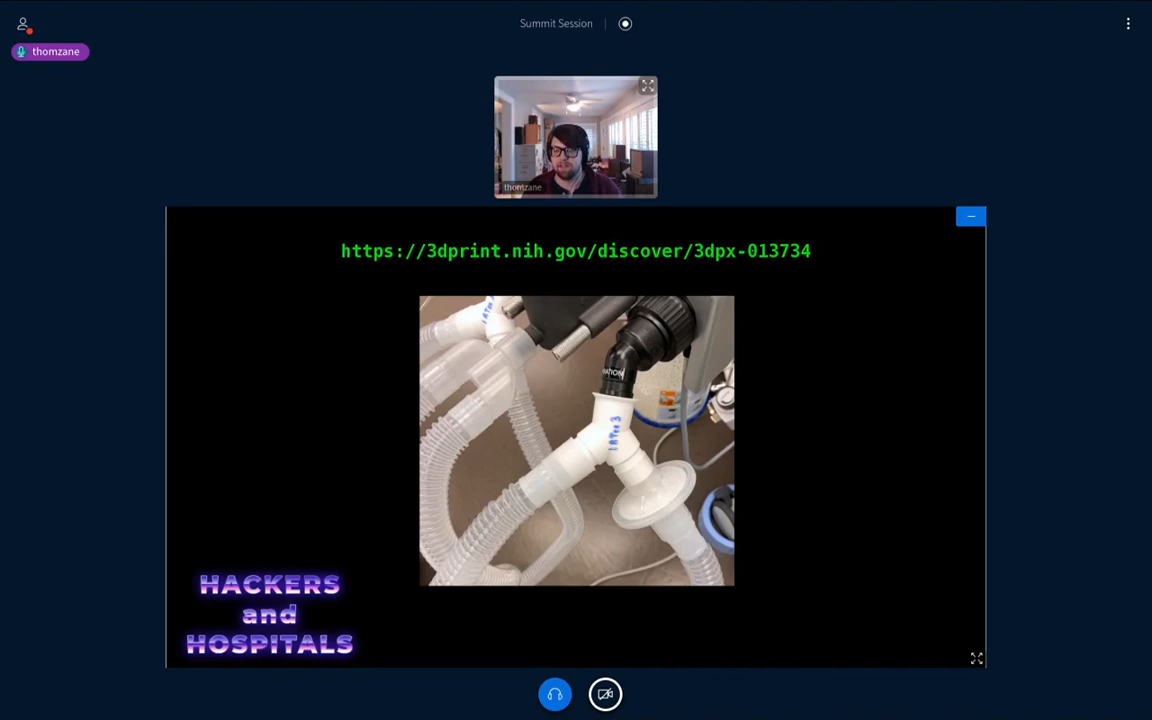 Summit Session
thomzane
thomzane
https://3dprint.nih.gov/discover/3dpx-013734
HACKERS
and
HOSPITALS